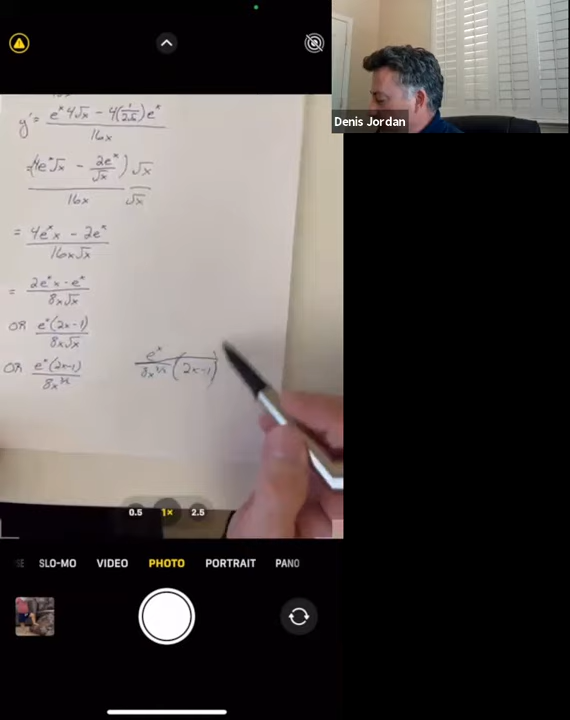 Denis Jordan
y' = (e^x 4√x - 4(1/(2√x))e^x) / 16x
= (4e^x√x - 2e^x/√x) / 16x · √x/√x
= (4e^x x - 2e^x) / 16x√x
= (2e^x x - e^x) / 8x√x
OR e^x(2x-1) / 8x√x
OR e^x(2x-1) / 8x^3/2
e^x / 8x^3/2 (2x-1)
0.5 1× 2.5
SLO-MO VIDEO PHOTO PORTRAIT PANO